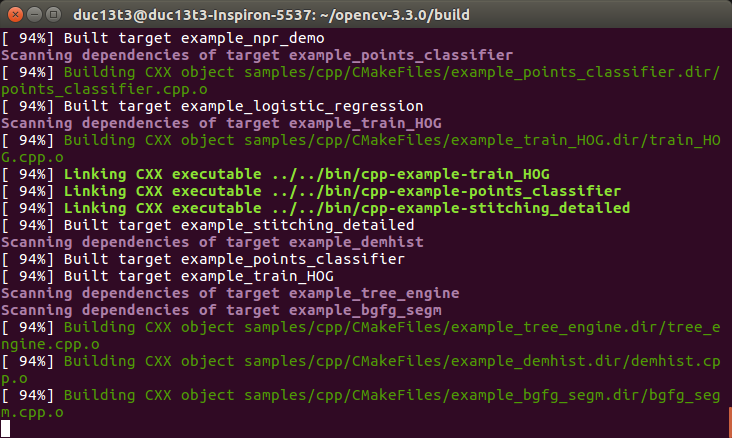 duc13t3@duc13t3-Inspiron-5537: ~/opencv-3.3.0/build
[ 94%] Built target example_npr_demo
Scanning dependencies of target example_points_classifier
[ 94%] Building CXX object samples/cpp/CMakeFiles/example_points_classifier.dir/
points_classifier.cpp.o
[ 94%] Built target example_logistic_regression
Scanning dependencies of target example_train_HOG
[ 94%] Building CXX object samples/cpp/CMakeFiles/example_train_HOG.dir/train_HO
G.cpp.o
[ 94%] Linking CXX executable ../../bin/cpp-example-train_HOG
[ 94%] Linking CXX executable ../../bin/cpp-example-points_classifier
[ 94%] Linking CXX executable ../../bin/cpp-example-stitching_detailed
[ 94%] Built target example_stitching_detailed
Scanning dependencies of target example_demhist
[ 94%] Built target example_points_classifier
[ 94%] Built target example_train_HOG
Scanning dependencies of target example_tree_engine
Scanning dependencies of target example_bgfg_segm
[ 94%] Building CXX object samples/cpp/CMakeFiles/example_tree_engine.dir/tree_e
ngine.cpp.o
[ 94%] Building CXX object samples/cpp/CMakeFiles/example_demhist.dir/demhist.cp
p.o
[ 94%] Building CXX object samples/cpp/CMakeFiles/example_bgfg_segm.dir/bgfg_seg
m.cpp.o